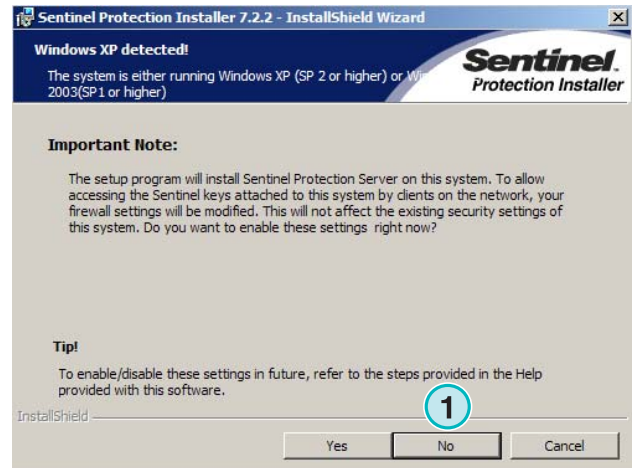 Sentinel Protection Installer 7.2.2 - InstallShield Wizard
Windows XP detected!
The system is either running Windows XP (SP 2 or higher) or Wi
2003(SP1 or higher)
Sentinel.
Protection Installer
Important Note:
The setup program will install Sentinel Protection Server on this system. To allow
accessing the Sentinel keys attached to this system by clients on the network, your
firewall settings will be modified. This will not affect the existing security settings of
this system. Do you want to enable these settings right now?
Tip!
To enable/disable these settings in future, refer to the steps provided in the Help
provided with this software.
InstallShield
1
Yes No Cancel